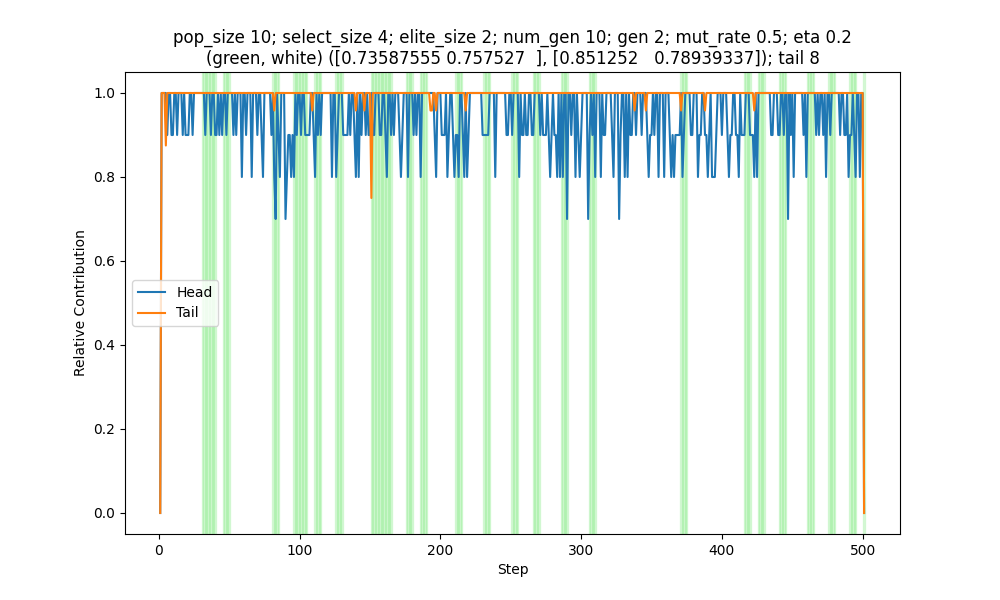 pop_size 10; select_size 4; elite_size 2; num_gen 10; gen 2; mut_rate 0.5; eta 0.2
(green, white) ([0.73587555 0.757527  ], [0.851252   0.78939337]); tail 8
1.0
0.8
0.6
0.4
0.2
0.0
Relative Contribution
Head
Tail
0
100
200
300
400
500
Step